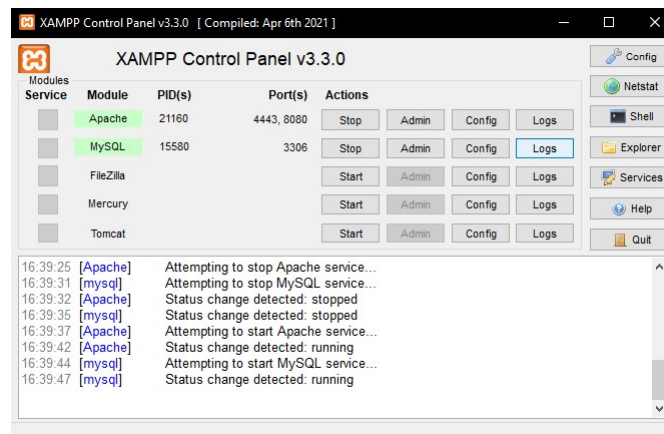 XAMPP Control Panel v3.3.0 [ Compiled: Apr 6th 2021 ]
XAMPP Control Panel v3.3.0
Config
Modules
Netstat
Service Module PID(s) Port(s) Actions
Apache 21160 4443, 8080 Stop Admin Config Logs
Shell
MySQL 15580 3306 Stop Admin Config Logs
Explorer
FileZilla Start Admin Config Logs
Services
Mercury Start Admin Config Logs
Help
Tomcat Start Admin Config Logs
Quit
16:39:25 [Apache] Attempting to stop Apache service...
16:39:31 [mysql] Attempting to stop MySQL service...
16:39:32 [Apache] Status change detected: stopped
16:39:35 [mysql] Status change detected: stopped
16:39:37 [Apache] Attempting to start Apache service...
16:39:42 [Apache] Status change detected: running
16:39:44 [mysql] Attempting to start MySQL service...
16:39:47 [mysql] Status change detected: running